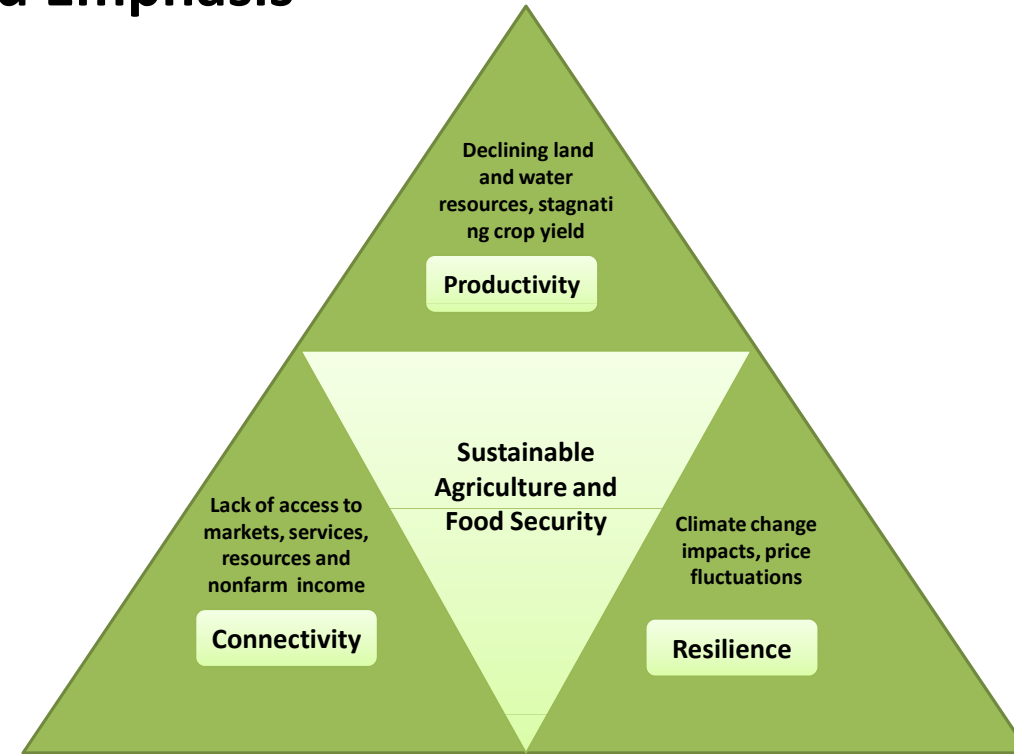 Emphasis
Declining land
and water
resources, stagnati
ng crop yield
Productivity
Sustainable
Agriculture and
Food Security
Lack of access to
markets, services,
resources and
nonfarm income
Connectivity
Climate change
impacts, price
fluctuations
Resilience